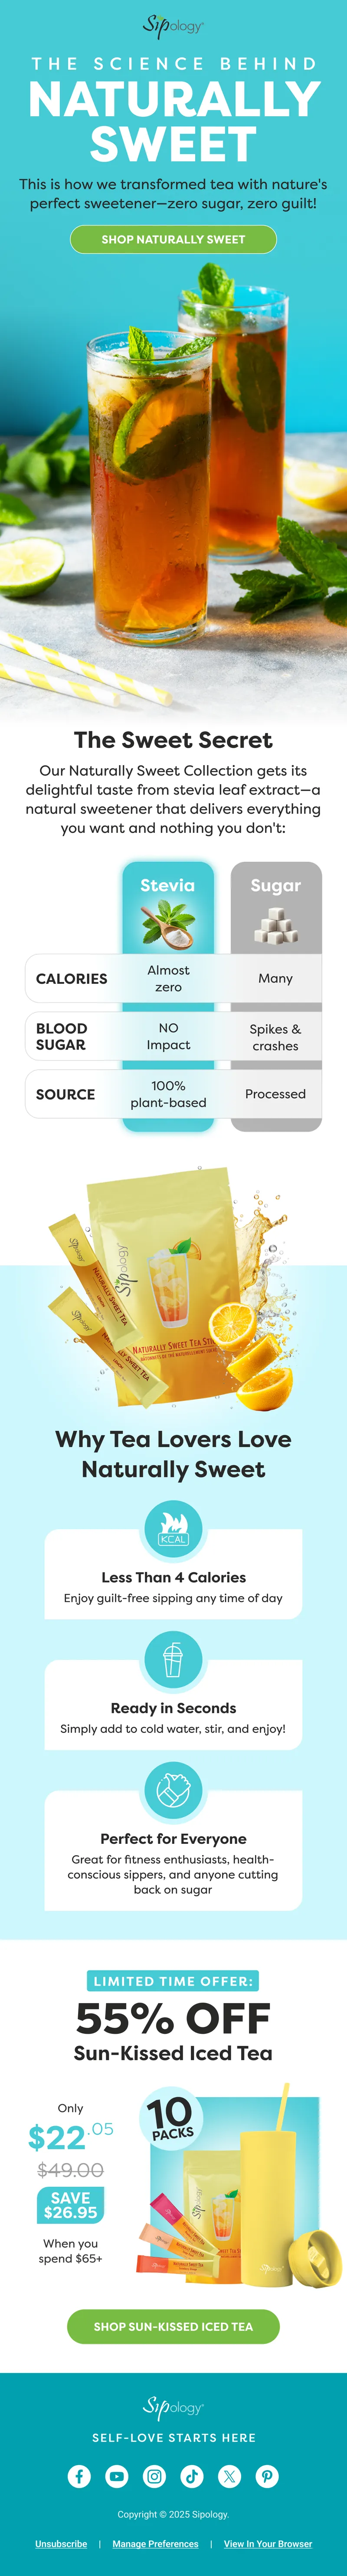 Sipology
THE SCIENCE BEHIND
NATURALLY
SWEET
This is how we transformed tea with nature's
perfect sweetener—zero sugar, zero guilt!
SHOP NATURALLY SWEET
The Sweet Secret
Our Naturally Sweet Collection gets its
delightful taste from stevia leaf extract—a
natural sweetener that delivers everything
you want and nothing you don't:
Stevia Sugar
CALORIES Almost zero Many
BLOOD SUGAR NO Impact Spikes & crashes
SOURCE 100% plant-based Processed
Sipology
Sipology
NATURALLY SWEET TEA
Sipology
SWEET TEA
NATURALLY SWEET TEA
Why Tea Lovers Love
Naturally Sweet
KCAL
Less Than 4 Calories
Enjoy guilt-free sipping any time of day
Ready in Seconds
Simply add to cold water, stir, and enjoy!
Perfect for Everyone
Great for fitness enthusiasts, health-
conscious sippers, and anyone cutting
back on sugar
LIMITED TIME OFFER:
55% OFF
Sun-Kissed Iced Tea
Only
$22.05
$49.00
SAVE
$26.95
When you
spend $65+
10
PACKS
Sipology
SHOP SUN-KISSED ICED TEA
Sipology
SELF-LOVE STARTS HERE
Copyright © 2025 Sipology.
Unsubscribe | Manage Preferences | View In Your Browser